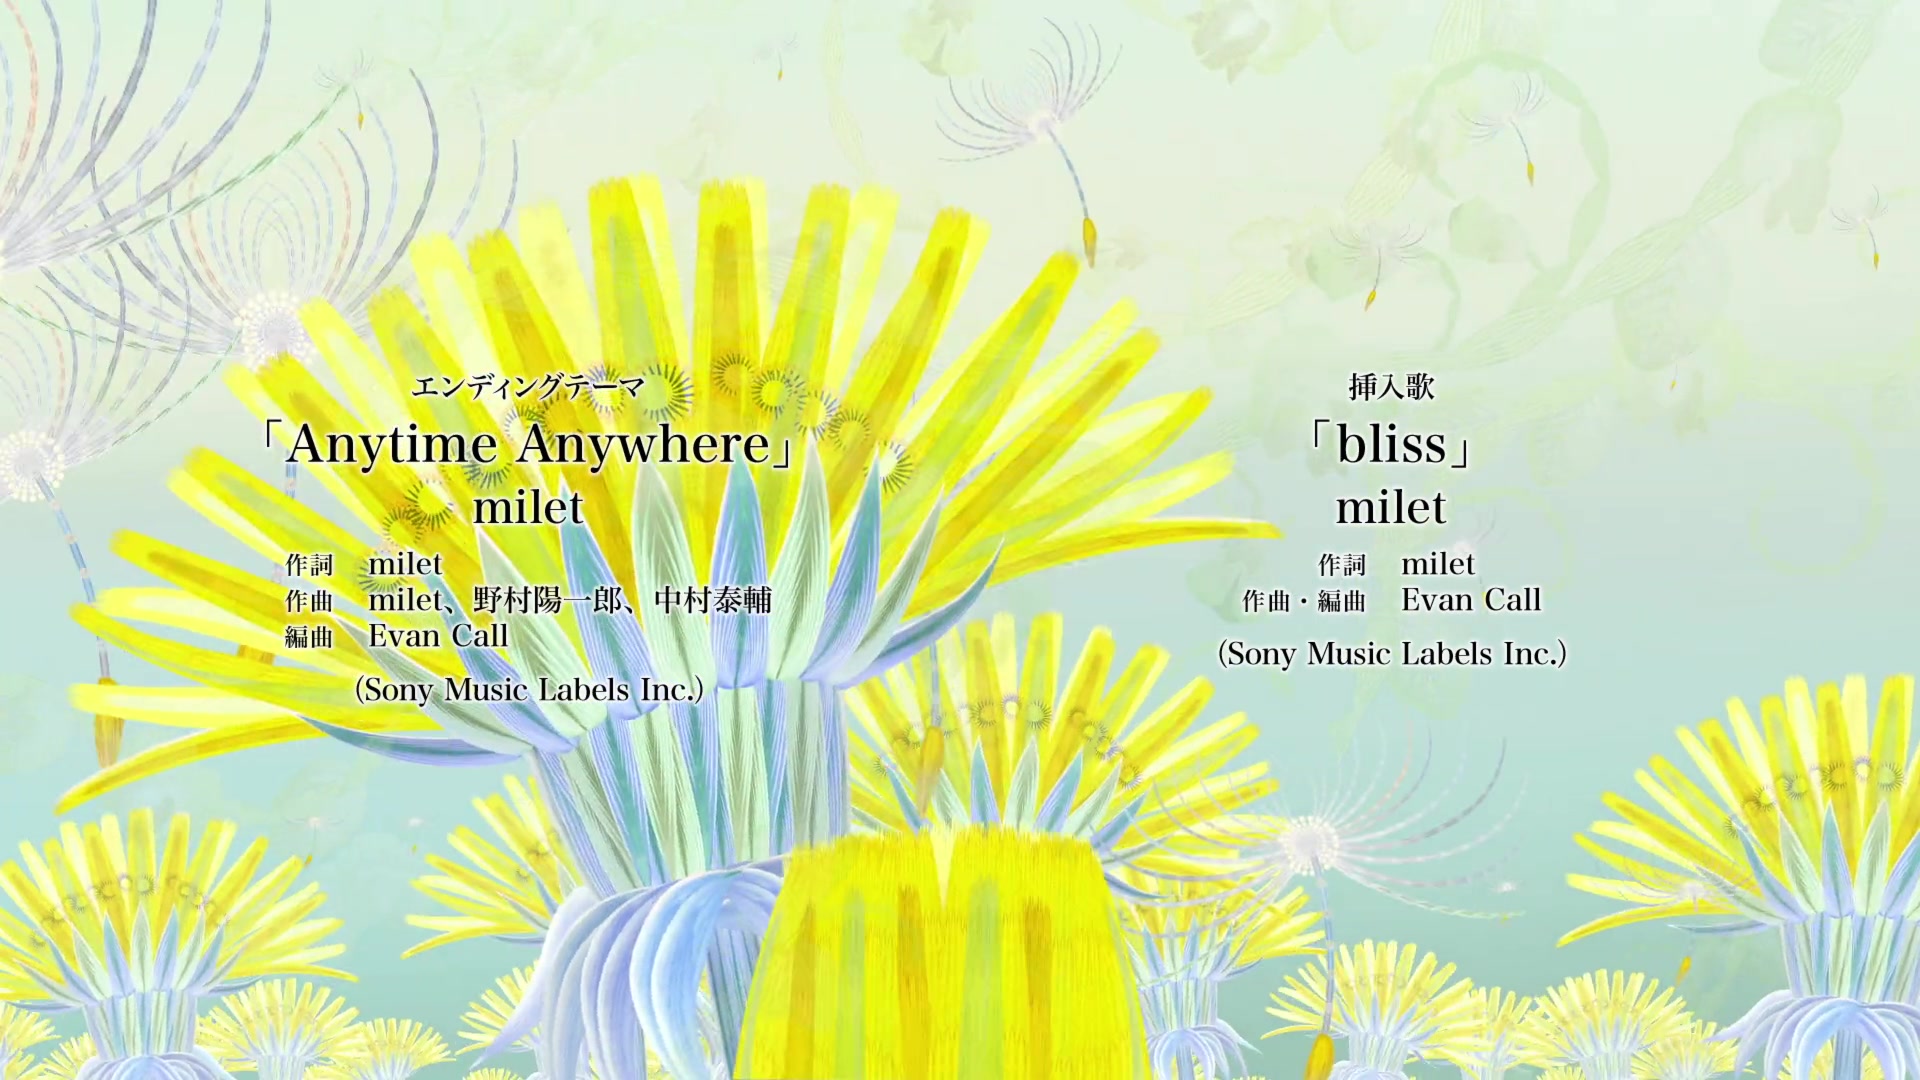 エンディングテーマ
「Anytime Anywhere」
milet
作詞 milet
作曲 milet、野村陽一郎、中村泰輔
編曲 Evan Call
(Sony Music Labels Inc.)
挿入歌
「bliss」
milet
作詞 milet
作曲・編曲 Evan Call
(Sony Music Labels Inc.)